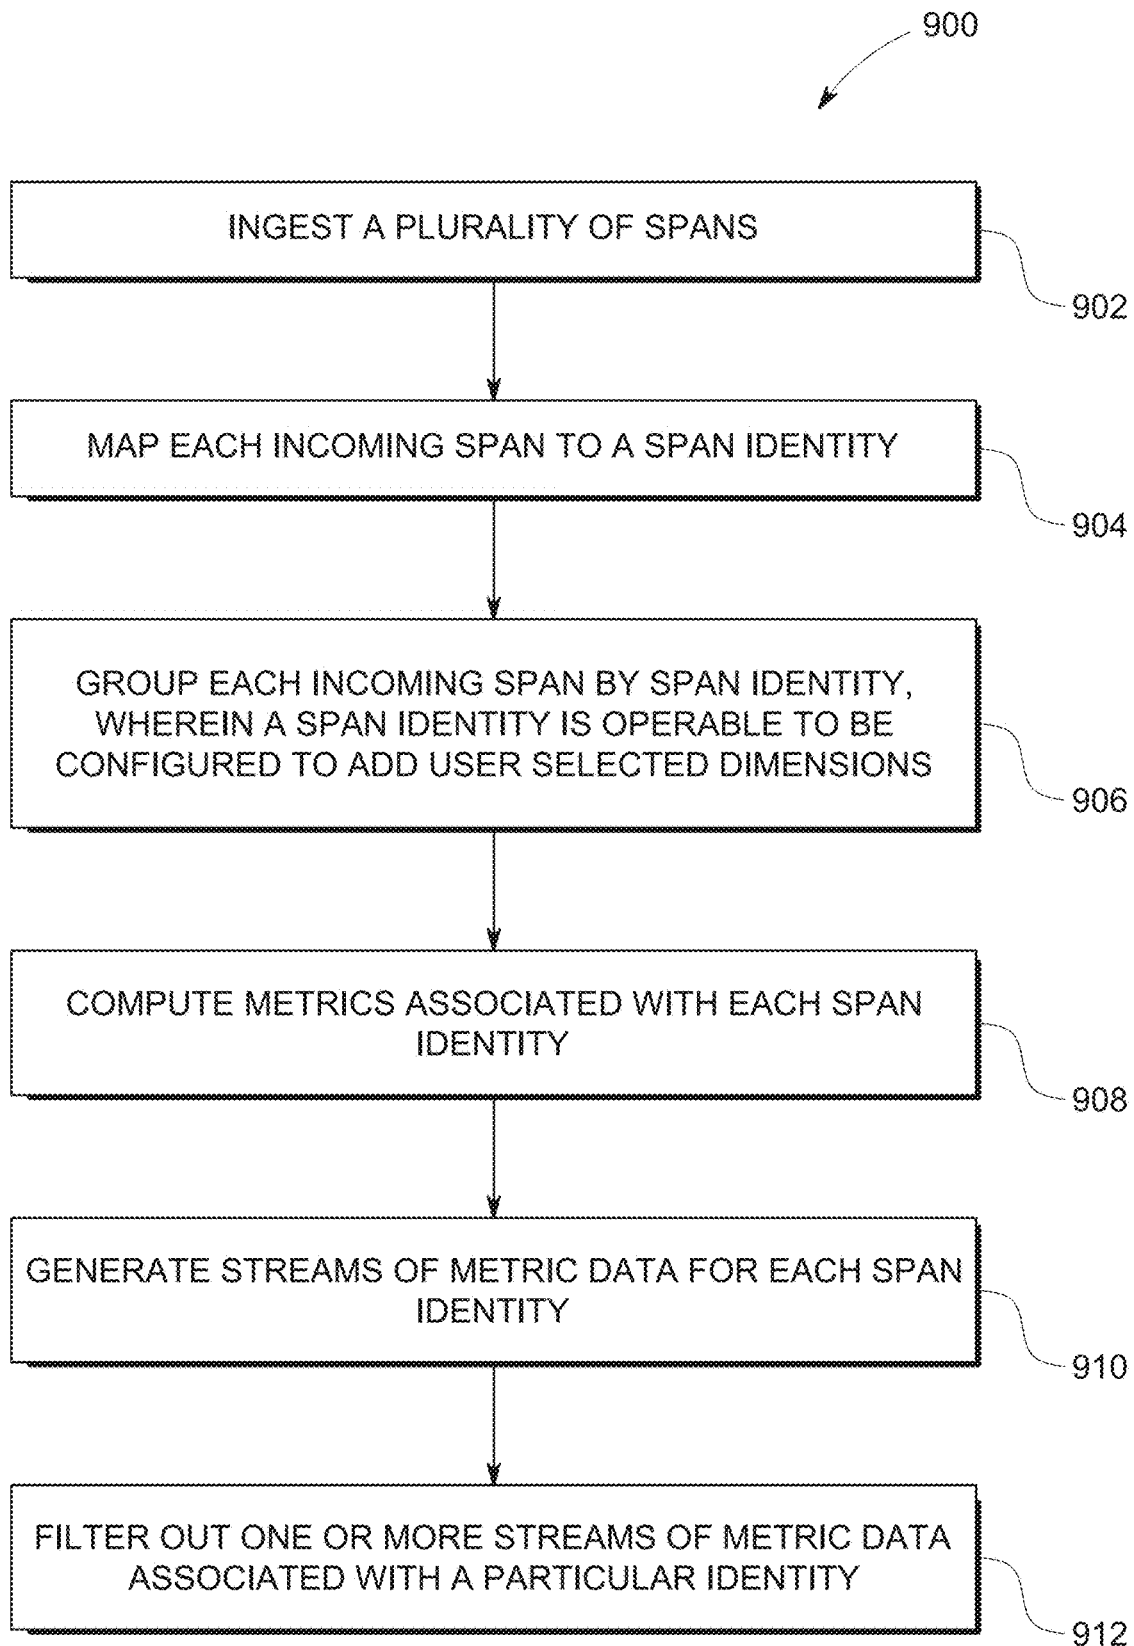 900
INGEST A PLURALITY OF SPANS
902
MAP EACH INCOMING SPAN TO A SPAN IDENTITY
904
GROUP EACH INCOMING SPAN BY SPAN IDENTITY,
WHEREIN A SPAN IDENTITY IS OPERABLE TO BE
CONFIGURED TO ADD USER SELECTED DIMENSIONS
906
COMPUTE METRICS ASSOCIATED WITH EACH SPAN
IDENTITY
908
GENERATE STREAMS OF METRIC DATA FOR EACH SPAN
IDENTITY
910
FILTER OUT ONE OR MORE STREAMS OF METRIC DATA
ASSOCIATED WITH A PARTICULAR IDENTITY
912